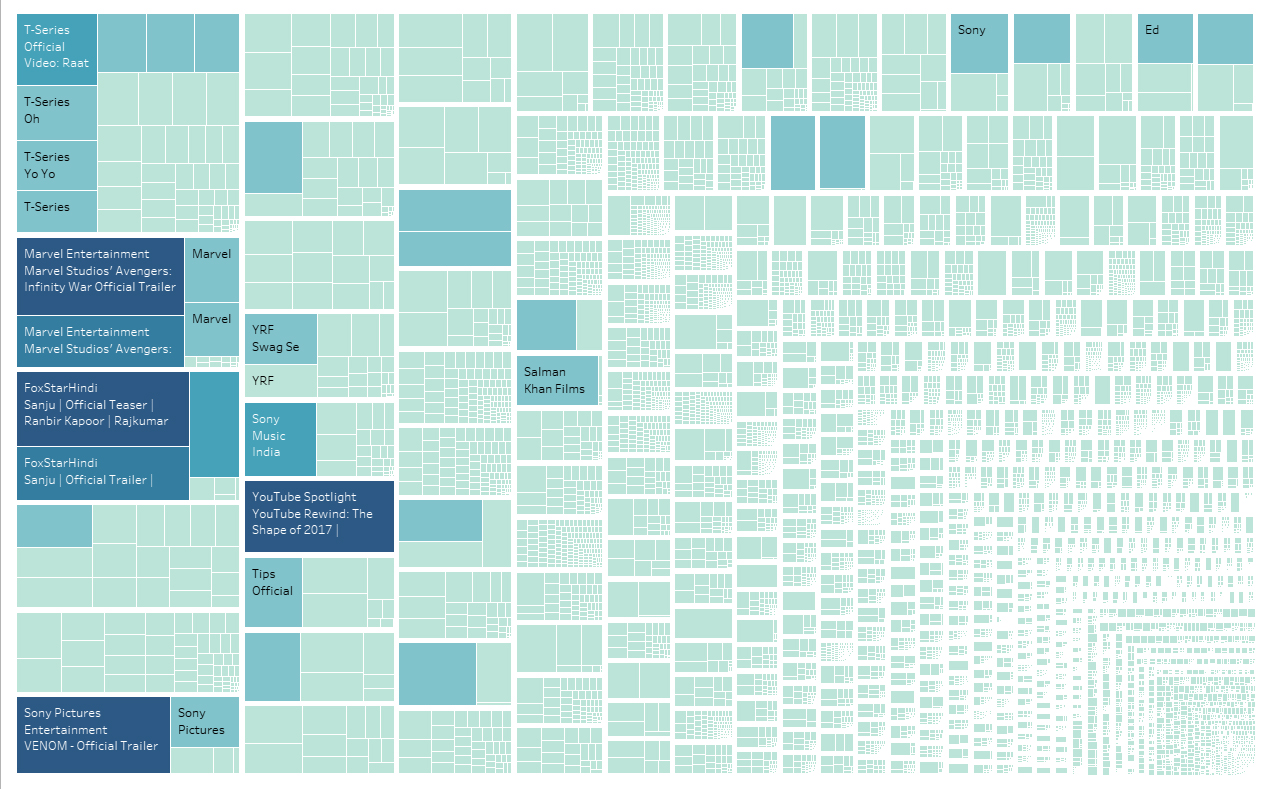 T-Series
Official
Video: Raat
T-Series
Oh
T-Series
Yo Yo
T-Series
Marvel Entertainment
Marvel Studios' Avengers:
Infinity War Official Trailer
Marvel
Marvel Entertainment
Marvel Studios' Avengers:
Marvel
FoxStarHindi
Sanju | Official Teaser |
Ranbir Kapoor | Rajkumar
FoxStarHindi
Sanju | Official Trailer |
Sony Pictures
Entertainment
VENOM - Official Trailer
Sony
Pictures
YRF
Swag Se
YRF
Sony
Music
India
YouTube Spotlight
YouTube Rewind: The
Shape of 2017 |
Tips
Official
Salman
Khan Films
Sony
Ed